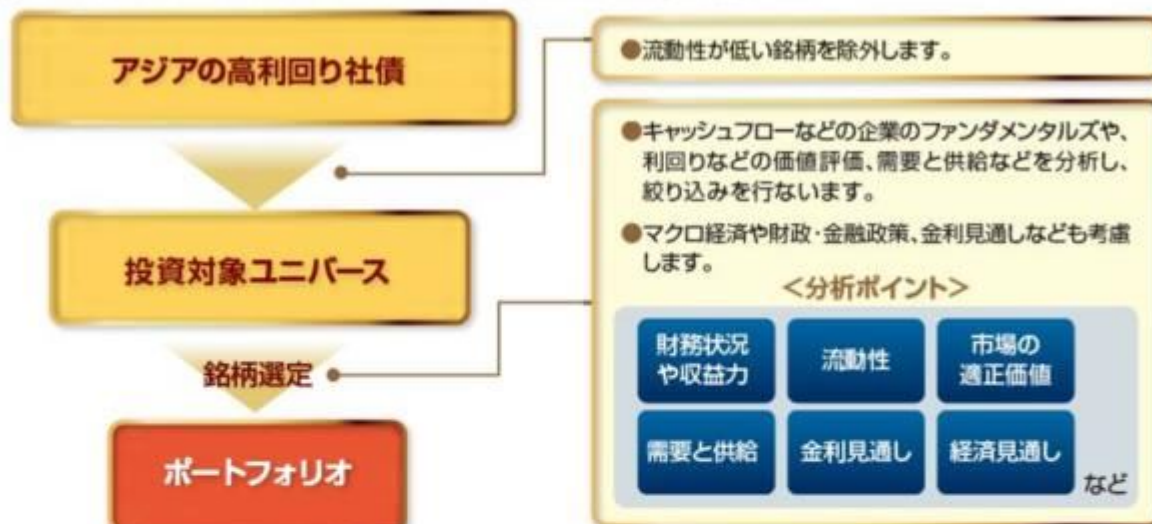 アジアの高利回り社債
●流動性が低い銘柄を除外します。
投資対象ユニバース
銘柄選定
ポートフォリオ
●キャッシュフローなどの企業のファンダメンタルズや、
利回りなどの価値評価、需要と供給などを分析し、
絞り込みを行ないます。
●マクロ経済や財政・金融政策、金利見通しなども考慮
します。
＜分析ポイント＞
財務状況
や収益力
流動性
市場の
適正価値
需要と供給
金利見通し
経済見通し
など